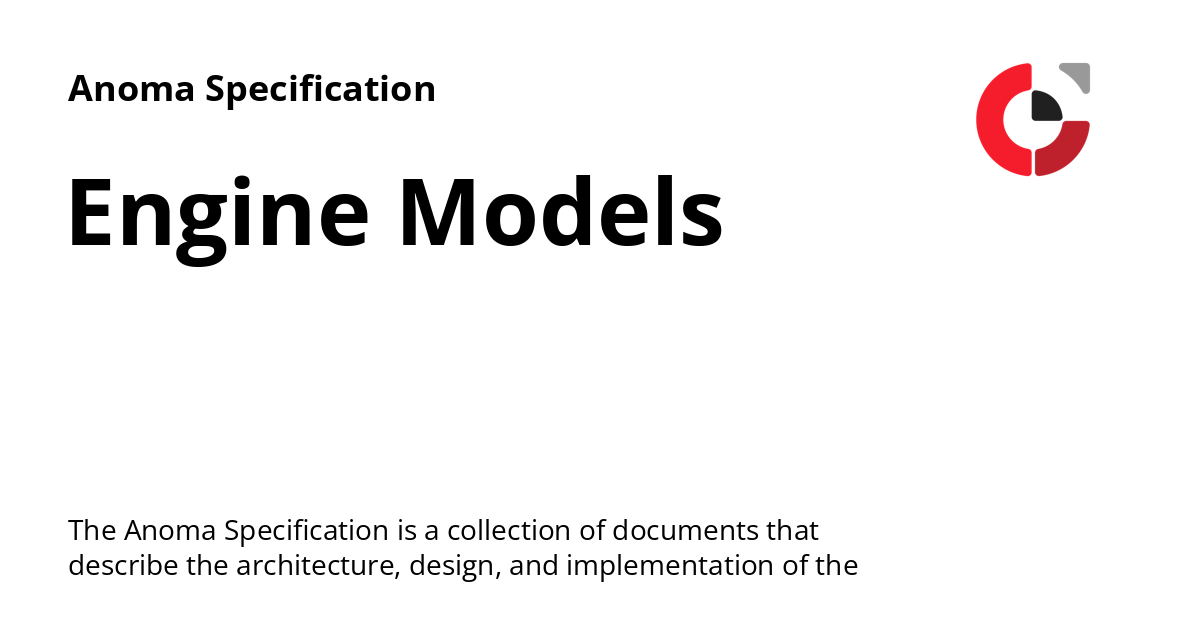 Anoma Specification
Engine Models
The Anoma Specification is a collection of documents that
describe the architecture, design, and implementation of the